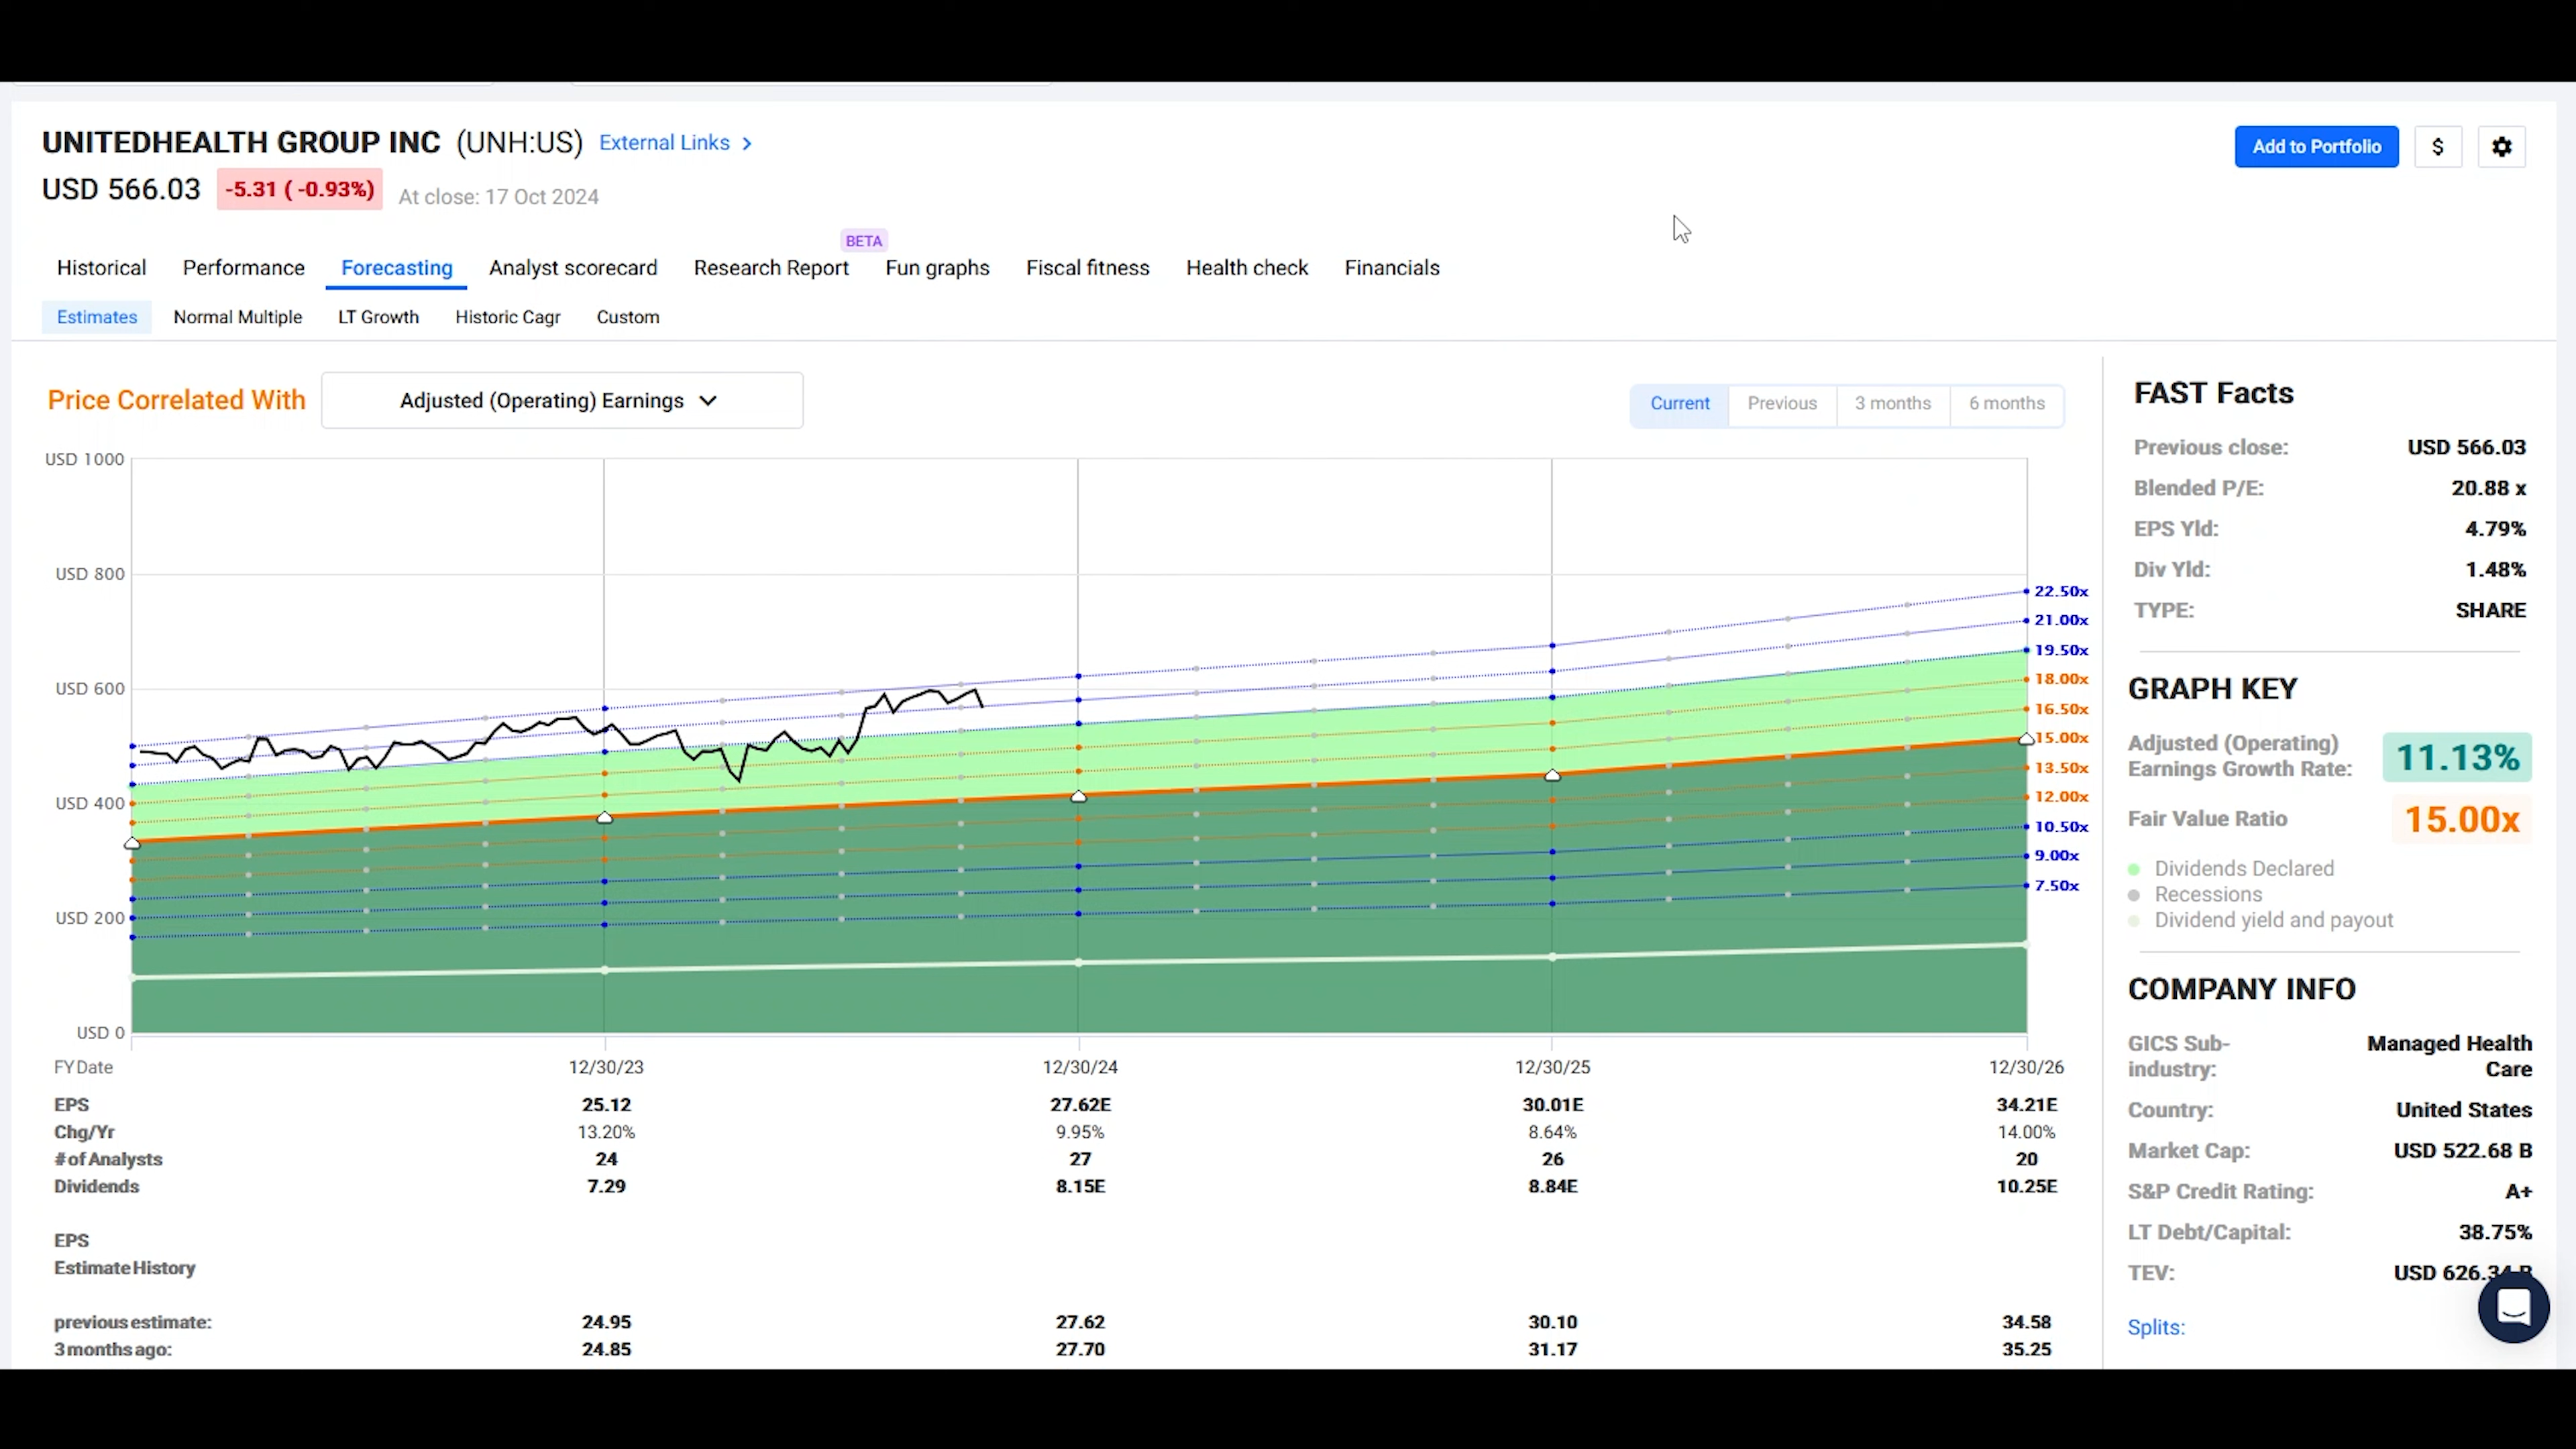 UNITEDHEALTH GROUP INC (UNH:US) External Links >
USD 566.03 -5.31 ( -0.93%) At close: 17 Oct 2024
Add to Portfolio $
BETA
Historical Performance Forecasting Analyst scorecard Research Report Fun graphs Fiscal fitness Health check Financials
Estimates Normal Multiple LT Growth Historic Cagr Custom
Price Correlated With Adjusted (Operating) Earnings
Current Previous 3 months 6 months
USD 1000
USD 800
USD 600
USD 400
USD 200
USD 0
22.50x
21.00x
19.50x
18.00x
16.50x
15.00x
13.50x
12.00x
10.50x
9.00x
7.50x
FY Date 12/30/23 12/30/24 12/30/25 12/30/26
EPS 25.12 27.62E 30.01E 34.21E
Chg/Yr 13.20% 9.95% 8.64% 14.00%
# of Analysts 24 27 26 20
Dividends 7.29 8.15E 8.84E 10.25E
EPS
Estimate History
previous estimate: 24.95 27.62 30.10 34.58
3 months ago: 24.85 27.70 31.17 35.25
FAST Facts
Previous close: USD 566.03
Blended P/E: 20.88 x
EPS Yld: 4.79%
Div Yld: 1.48%
TYPE: SHARE
GRAPH KEY
Adjusted (Operating)
Earnings Growth Rate: 11.13%
Fair Value Ratio 15.00x
Dividends Declared
Recessions
Dividend yield and payout
COMPANY INFO
GICS Sub-
industry: Managed Health
Care
Country: United States
Market Cap: USD 522.68 B
S&P Credit Rating: A+
LT Debt/Capital: 38.75%
TEV: USD 626.34 B
Splits: